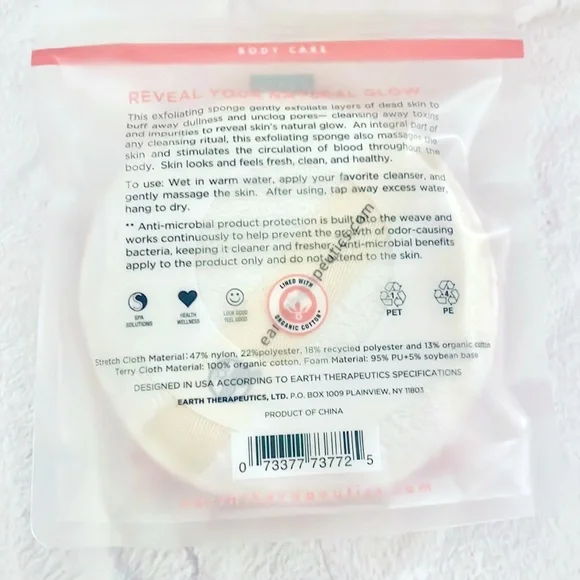 BODY CARE
REVEAL YOUR NATURAL GLOW
This exfoliating sponge gently exfoliate layers of dead skin to
buff away dullness and unclog pores— cleansing away toxins
and impurities to reveal skin's natural glow. An integral part of
any cleansing ritual, this exfoliating sponge also massages the
skin and stimulates the circulation of blood throughout the
body. Skin looks and feels fresh, clean, and healthy.
To use: Wet in warm water, apply your favorite cleanser, and
gently massage the skin. After using, tap away excess water,
hang to dry.
** Anti-microbial product protection is built into the weave and
works continuously to help prevent the growth of odor-causing
bacteria, keeping it cleaner and fresher. Anti-microbial benefits
apply to the product only and do not extend to the skin.
SPA
SOLUTIONS
HEALTH
WELLNESS
LOOK GOOD
FEEL GOOD
LINED WITH
ORGANIC COTTON*
1
PET
4
PE
Stretch Cloth Material: 47% nylon, 22%polyester, 18% recycled polyester and 13% organic cotton
Terry Cloth Material: 100% organic cotton. Foam Material: 95% PU+5% soybean base
DESIGNED IN USA ACCORDING TO EARTH THERAPEUTICS SPECIFICATIONS
EARTH THERAPEUTICS, LTD. P.O. BOX 1009 PLAINVIEW, NY 11803
PRODUCT OF CHINA
0 73377 73772 5
earththerapeutics.com